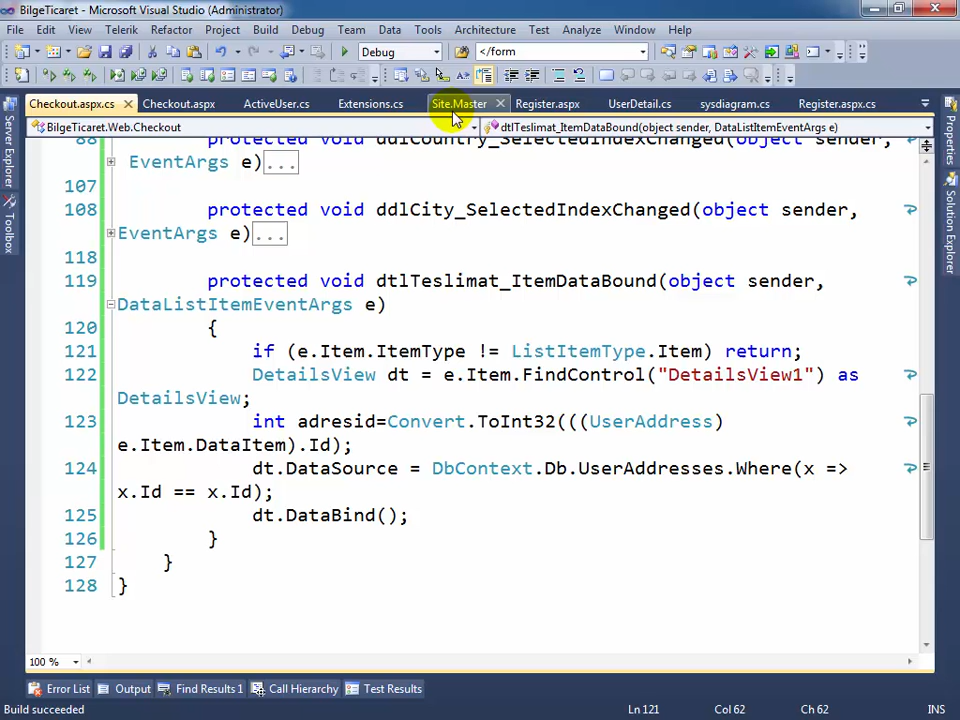 BilgeTicaret - Microsoft Visual Studio (Administrator)
File Edit View Telerik Refactor Project Build Debug Team Data Tools Architecture Test Analyze Window Help
Debug </form
Checkout.aspx.cs Checkout.aspx ActiveUser.cs Extensions.cs Site.Master Register.aspx UserDetail.cs sysdiagram.cs Register.aspx.cs
BilgeTicaret.Web.Checkout dtlTeslimat_ItemDataBound(object sender, DataListItemEventArgs e)
88 protected void ddlCountry_SelectedIndexChanged(object sender,
EventArgs e)...
107
108 protected void ddlCity_SelectedIndexChanged(object sender,
EventArgs e)...
118
119 protected void dtlTeslimat_ItemDataBound(object sender,
DataListItemEventArgs e)
120 {
121 if (e.Item.ItemType != ListItemType.Item) return;
122 DetailsView dt = e.Item.FindControl("DetailsView1") as
DetailsView;
123 int adresid=Convert.ToInt32(((UserAddress)
e.Item.DataItem).Id);
124 dt.DataSource = DbContext.Db.UserAddresses.Where(x =>
x.Id == x.Id);
125 dt.DataBind();
126 }
127 }
128 }
100 %
Error List Output Find Results 1 Call Hierarchy Test Results
Build succeeded Ln 121 Col 62 Ch 62 INS
Server Explorer
Toolbox
Properties
Solution Explorer